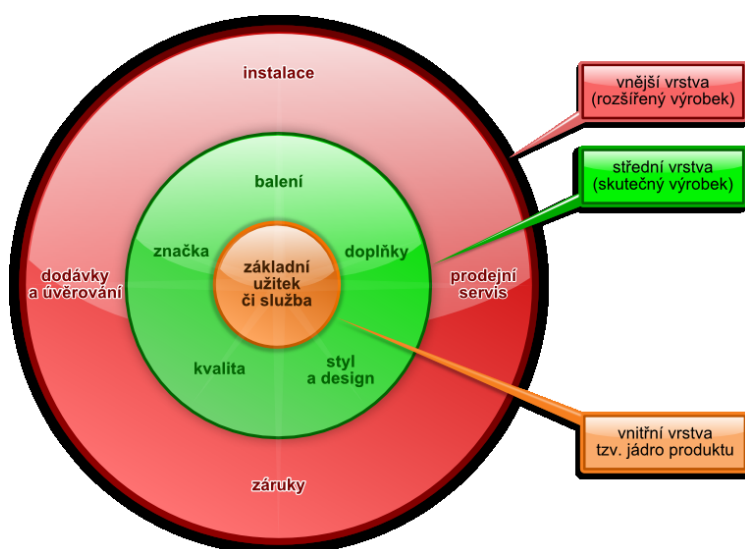 instalace
vnější vrstva
(rozšířený výrobek)
střední vrstva
(skutečný výrobek)
balení
značka
doplňky
základní
užitek
či služba
dodávky
a úvěrování
prodejní
servis
kvalita
styl
a design
vnitřní vrstva
tzv. jádro produktu
záruky